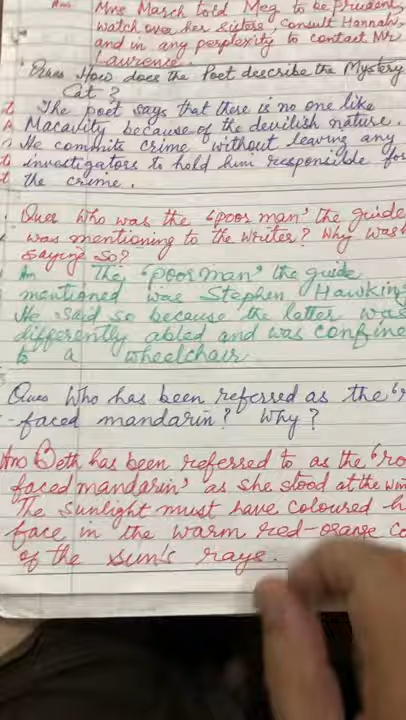 Ans Mrs March told Meg to be prudent,
watch over her sisters, consult Hannah,
and in any perplexity to contact Mr
Laurence.
Ques How does the Poet describe the Mystery
Cat?
The poet says that there is no one like
Macavity because of the devilish nature.
He commits crime without leaving any
investigators to hold him responsible for
the crime.
Ques Who was the 'poor man' the guide
was mentioning to the writer? Why was
saying so?
An The 'poor man' the guide
mentioned was Stephen Hawking
He said so because the latter was
differently abled and was confine
to a wheelchair
Ques Who has been referred as the
-faced mandarin? Why?
Ans Beth has been referred to as the 'ro
faced mandarin' as she stood at the win
The sunlight must have coloured h
face in the warm red-orange co
of the sun's rays.